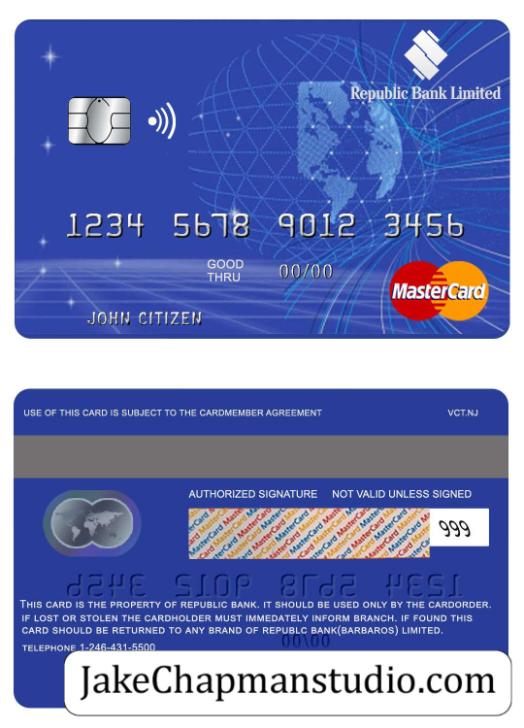 Republic Bank Limited
1234 5678 9012 3456
GOOD
THRU
00/00
MasterCard
JOHN CITIZEN
USE OF THIS CARD IS SUBJECT TO THE CARDMEMBER AGREEMENT
VCT.NJ
AUTHORIZED SIGNATURE NOT VALID UNLESS SIGNED
999
THIS CARD IS THE PROPERTY OF REPUBLIC BANK. IT SHOULD BE USED ONLY BY THE CARDORDER.
IF LOST OR STOLEN THE CARDHOLDER MUST IMMEDATELY INFORM BRANCH. IF FOUND THIS
CARD SHOULD BE RETURNED TO ANY BRAND OF REPUBLC BANK(BARBAROS) LIMITED.
00/00
TELEPHONE 1-246-431-5500
JakeChapmanstudio.com